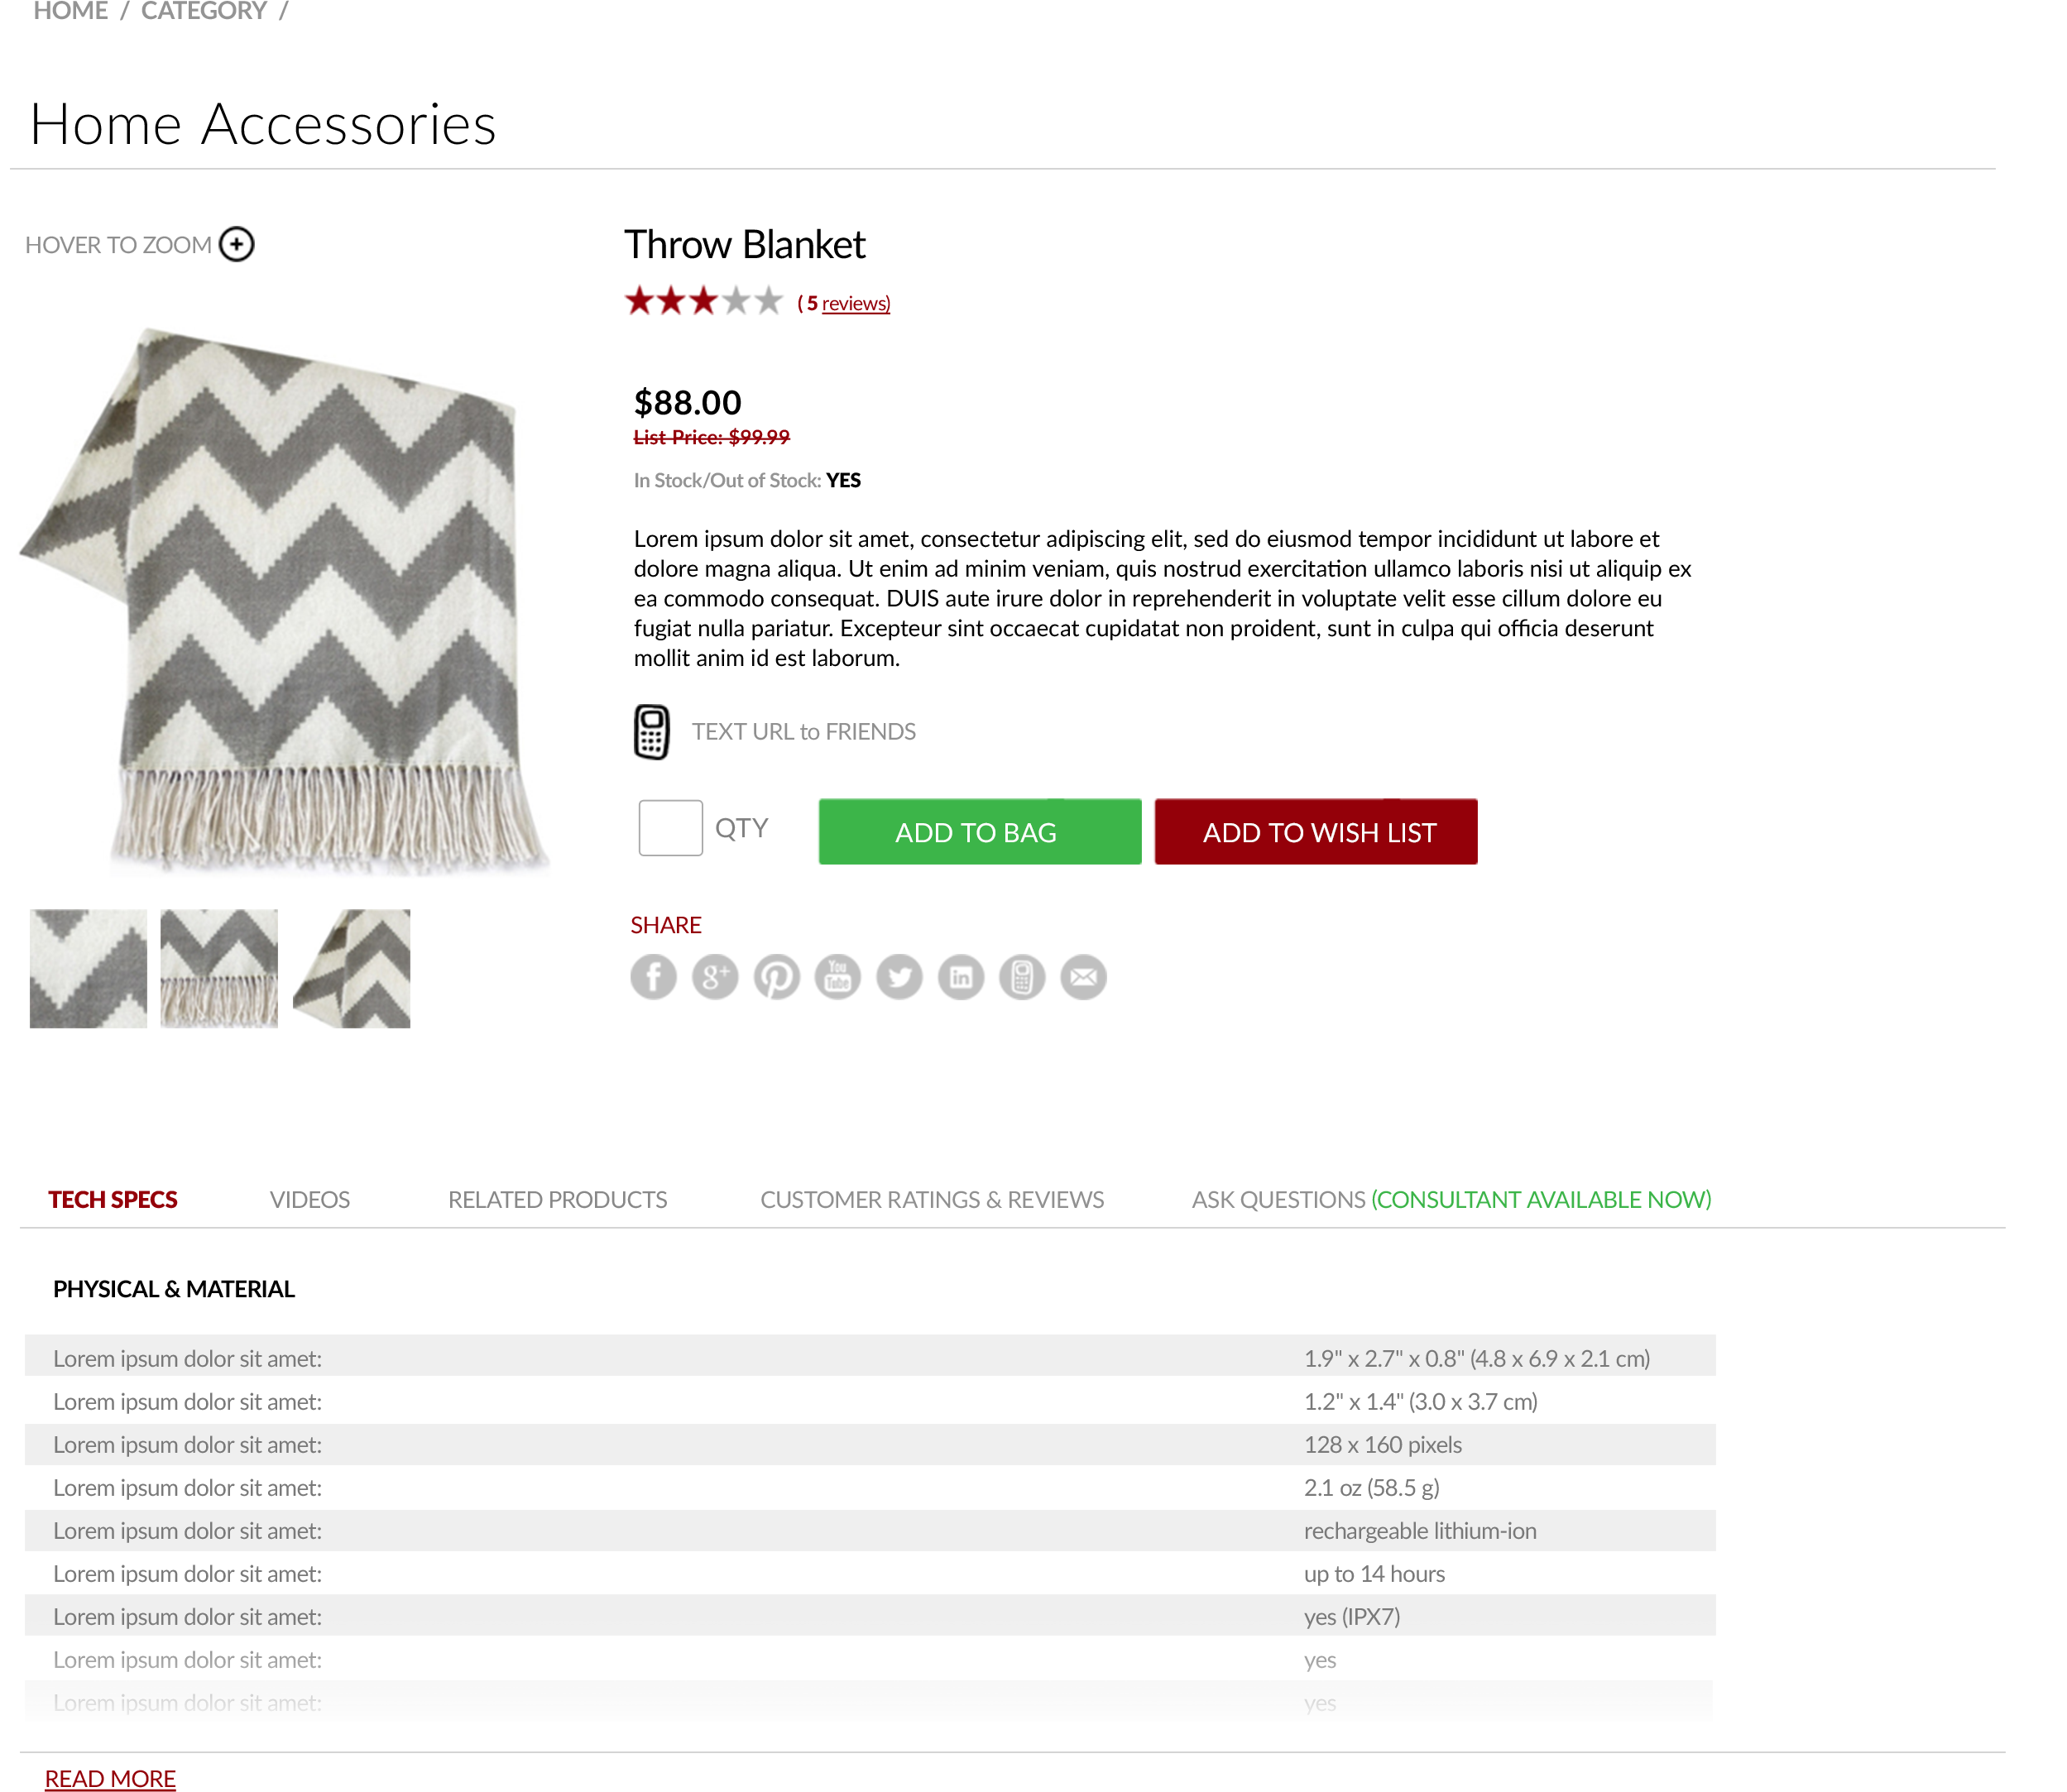 HOME / CATEGORY /
Home Accessories
HOVER TO ZOOM
Throw Blanket
( 5 reviews)
$88.00
List Price: $99.99
In Stock/Out of Stock: YES
Lorem ipsum dolor sit amet, consectetur adipiscing elit, sed do eiusmod tempor incididunt ut labore et
dolore magna aliqua. Ut enim ad minim veniam, quis nostrud exercitation ullamco laboris nisi ut aliquip ex
ea commodo consequat. DUIS aute irure dolor in reprehenderit in voluptate velit esse cillum dolore eu
fugiat nulla pariatur. Excepteur sint occaecat cupidatat non proident, sunt in culpa qui officia deserunt
mollit anim id est laborum.
TEXT URL to FRIENDS
QTY ADD TO BAG ADD TO WISH LIST
SHARE
f g+ You Tube in
TECH SPECS VIDEOS RELATED PRODUCTS CUSTOMER RATINGS & REVIEWS ASK QUESTIONS (CONSULTANT AVAILABLE NOW)
PHYSICAL & MATERIAL
Lorem ipsum dolor sit amet: 1.9" x 2.7" x 0.8" (4.8 x 6.9 x 2.1 cm)
Lorem ipsum dolor sit amet: 1.2" x 1.4" (3.0 x 3.7 cm)
Lorem ipsum dolor sit amet: 128 x 160 pixels
Lorem ipsum dolor sit amet: 2.1 oz (58.5 g)
Lorem ipsum dolor sit amet: rechargeable lithium-ion
Lorem ipsum dolor sit amet: up to 14 hours
Lorem ipsum dolor sit amet: yes (IPX7)
Lorem ipsum dolor sit amet: yes
Lorem ipsum dolor sit amet: yes
READ MORE